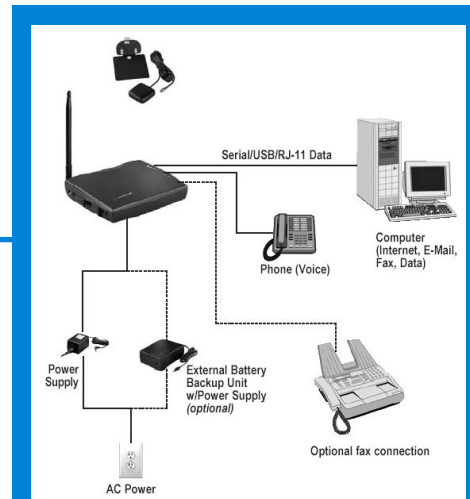 Serial/USB/RJ-11 Data
Computer
(Internet, E-Mail,
Fax, Data)
Phone (Voice)
Power
Supply
External Battery
Backup Unit
w/Power Supply
(optional)
Optional fax connection
AC Power